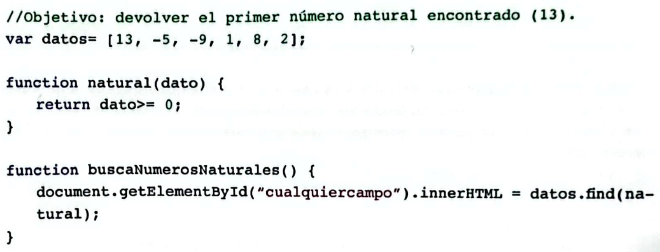 //Objetivo: devolver el primer número natural encontrado (13).
var datos= [13, -5, -9, 1, 8, 2];

function natural(dato) {
    return dato>= 0;
}

function buscaNumerosNaturales() {
    document.getElementById("cualquiercampo").innerHTML = datos.find(na-
    tural);
}